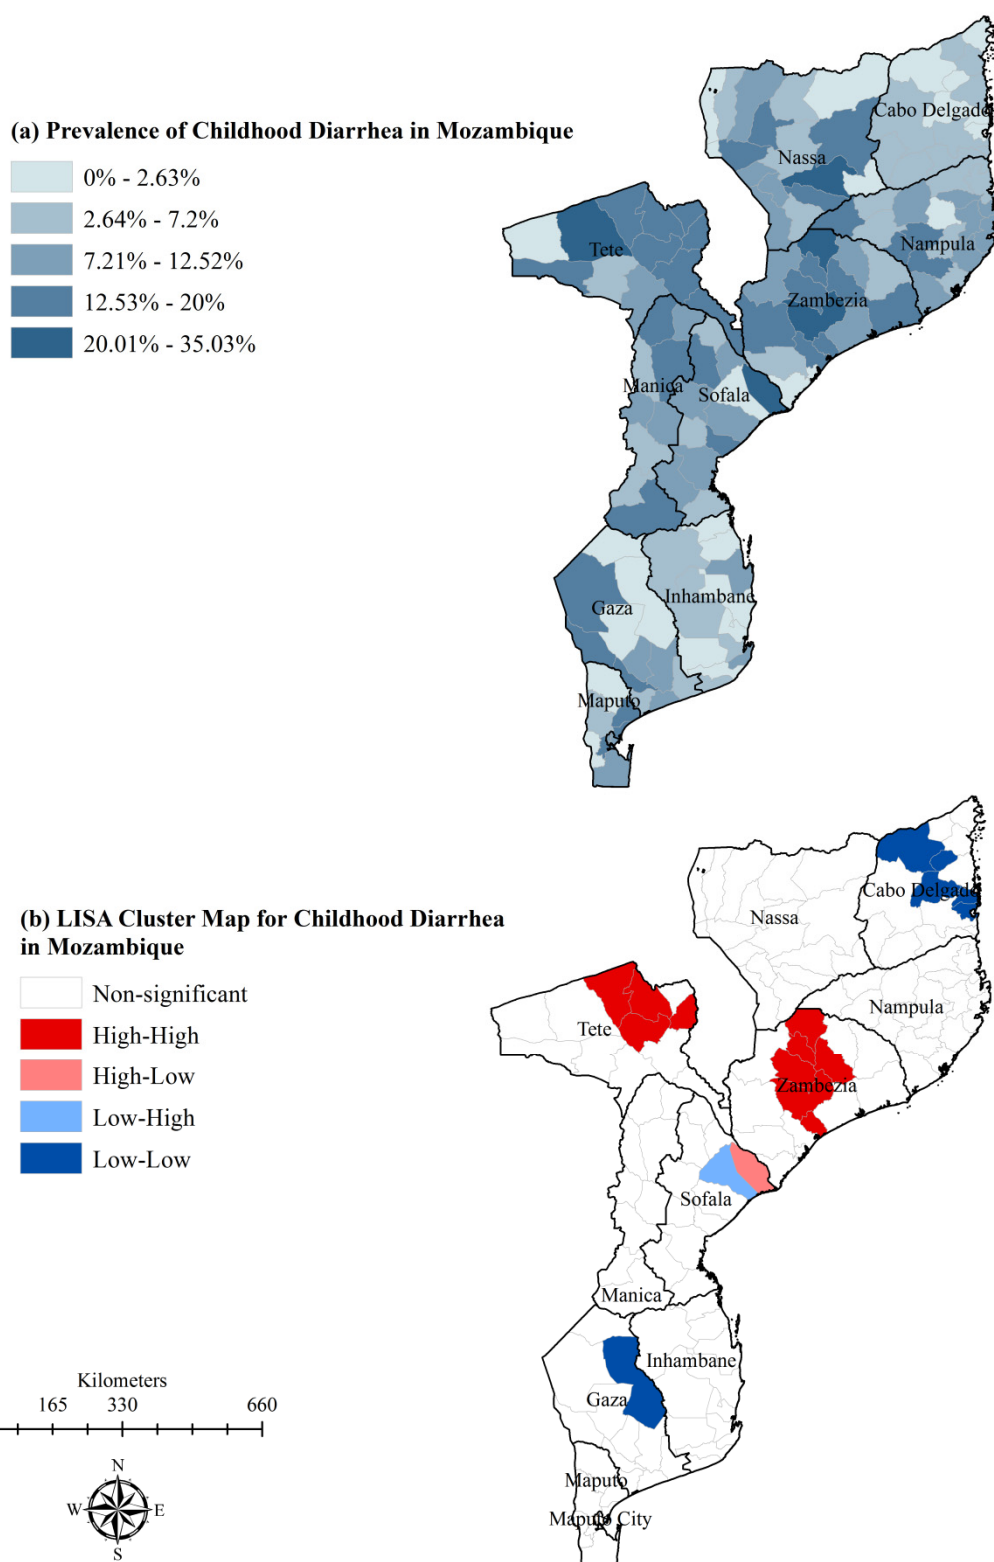 (a) Prevalence of Childhood Diarrhea in Mozambique
0% - 2.63%
2.64% - 7.2%
7.21% - 12.52%
12.53% - 20%
20.01% - 35.03%
Cabo Delgado
Nassa
Nampula
Tete
Zambezia
Manica
Sofala
Inhambane
Gaza
Maputo
(b) LISA Cluster Map for Childhood Diarrhea
in Mozambique
Non-significant
High-High
High-Low
Low-High
Low-Low
Cabo Delgado
Nassa
Nampula
Tete
Zambezia
Sofala
Manica
Inhambane
Gaza
Maputo
Maputo City
Kilometers
165 330 660
N
W E
S